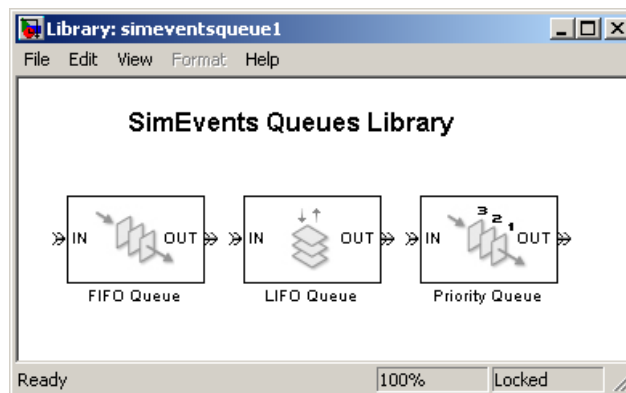 Library: simeventsqueue1
File Edit View Format Help
SimEvents Queues Library
IN OUT IN OUT IN 3 2 1 OUT
FIFO Queue LIFO Queue Priority Queue
Ready 100% Locked